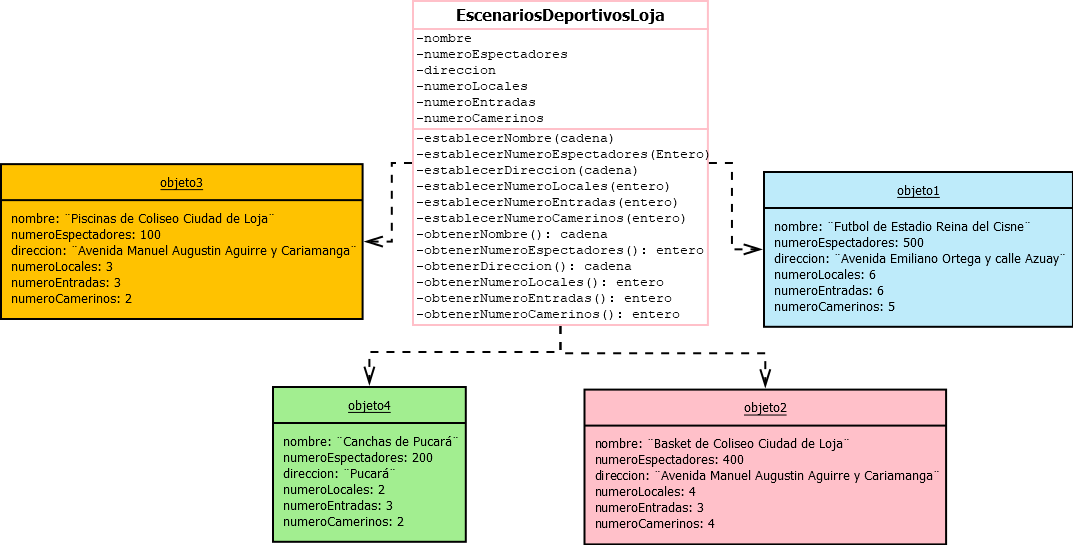 EscenariosDeportivosLoja
-nombre
-numeroEspectadores
-direccion
-numeroLocales
-numeroEntradas
-numeroCamerinos
-establecerNombre(cadena)
-establecerNumeroEspectadores(Entero)
-establecerDireccion(cadena)
-establecerNumeroLocales(entero)
-establecerNumeroEntradas(entero)
-establecerNumeroCamerinos(entero)
-obtenerNombre(): cadena
-obtenerNumeroEspectadores(): entero
-obtenerDireccion(): cadena
-obtenerNumeroLocales(): entero
-obtenerNumeroEntradas(): entero
-obtenerNumeroCamerinos(): entero
objeto3
nombre: ¨Piscinas de Coliseo Ciudad de Loja¨
numeroEspectadores: 100
direccion: ¨Avenida Manuel Augustin Aguirre y Cariamanga¨
numeroLocales: 3
numeroEntradas: 3
numeroCamerinos: 2
objeto1
nombre: ¨Futbol de Estadio Reina del Cisne¨
numeroEspectadores: 500
direccion: ¨Avenida Emiliano Ortega y calle Azuay¨
numeroLocales: 6
numeroEntradas: 6
numeroCamerinos: 5
objeto4
nombre: ¨Canchas de Pucará¨
numeroEspectadores: 200
direccion: ¨Pucará¨
numeroLocales: 2
numeroEntradas: 3
numeroCamerinos: 2
objeto2
nombre: ¨Basket de Coliseo Ciudad de Loja¨
numeroEspectadores: 400
direccion: ¨Avenida Manuel Augustin Aguirre y Cariamanga¨
numeroLocales: 4
numeroEntradas: 3
numeroCamerinos: 4